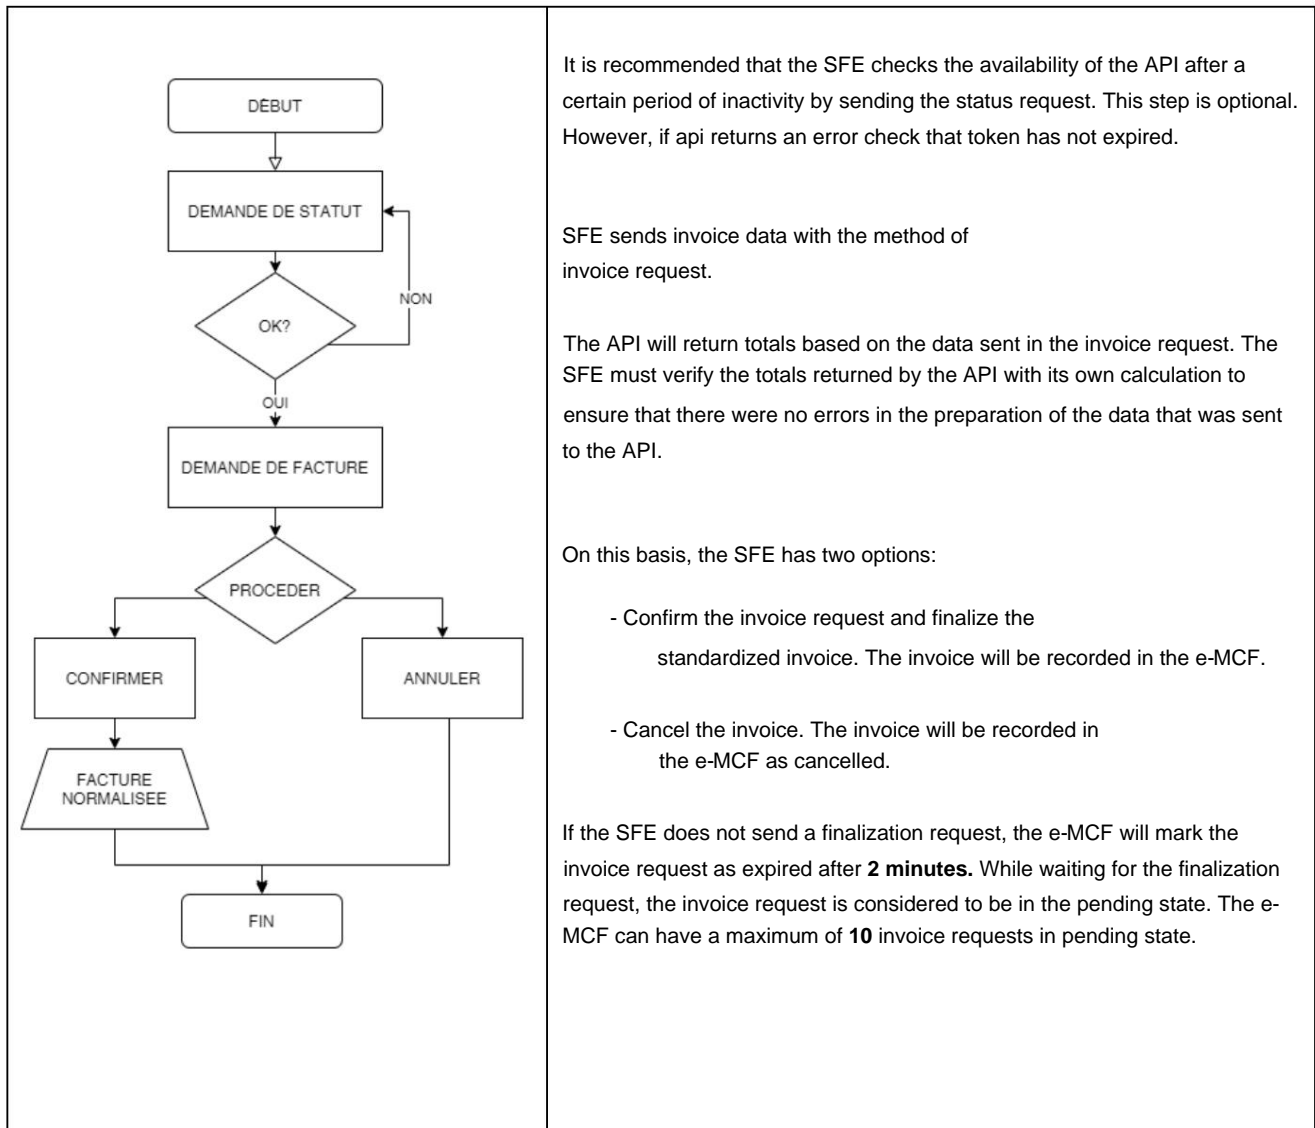 DÉBUT
DEMANDE DE STATUT
NON
OK?
OUI
DEMANDE DE FACTURE
PROCEDER
CONFIRMER
ANNULER
FACTURE
NORMALISEE
FIN
It is recommended that the SFE checks the availability of the API after a
certain period of inactivity by sending the status request. This step is optional.
However, if api returns an error check that token has not expired.
SFE sends invoice data with the method of
invoice request.
The API will return totals based on the data sent in the invoice request. The
SFE must verify the totals returned by the API with its own calculation to
ensure that there were no errors in the preparation of the data that was sent
to the API.
On this basis, the SFE has two options:
- Confirm the invoice request and finalize the
standardized invoice. The invoice will be recorded in the e-MCF.
- Cancel the invoice. The invoice will be recorded in
the e-MCF as cancelled.
If the SFE does not send a finalization request, the e-MCF will mark the
invoice request as expired after 2 minutes. While waiting for the finalization
request, the invoice request is considered to be in the pending state. The e-
MCF can have a maximum of 10 invoice requests in pending state.